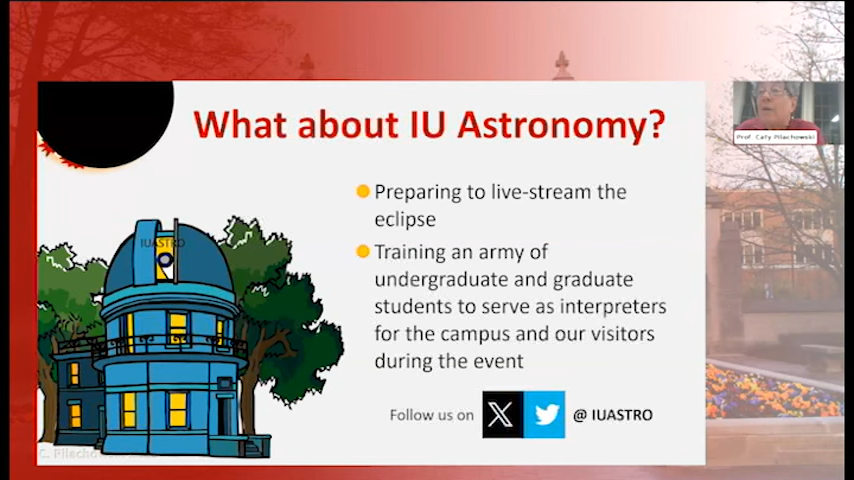 What about IU Astronomy?
Prof. Caty Pilachowski
Preparing to live-stream the
eclipse
IUASTRO
Training an army of
undergraduate and graduate
students to serve as interpreters
for the campus and our visitors
during the event
Follow us on
@ IUASTRO
C. Pilachow